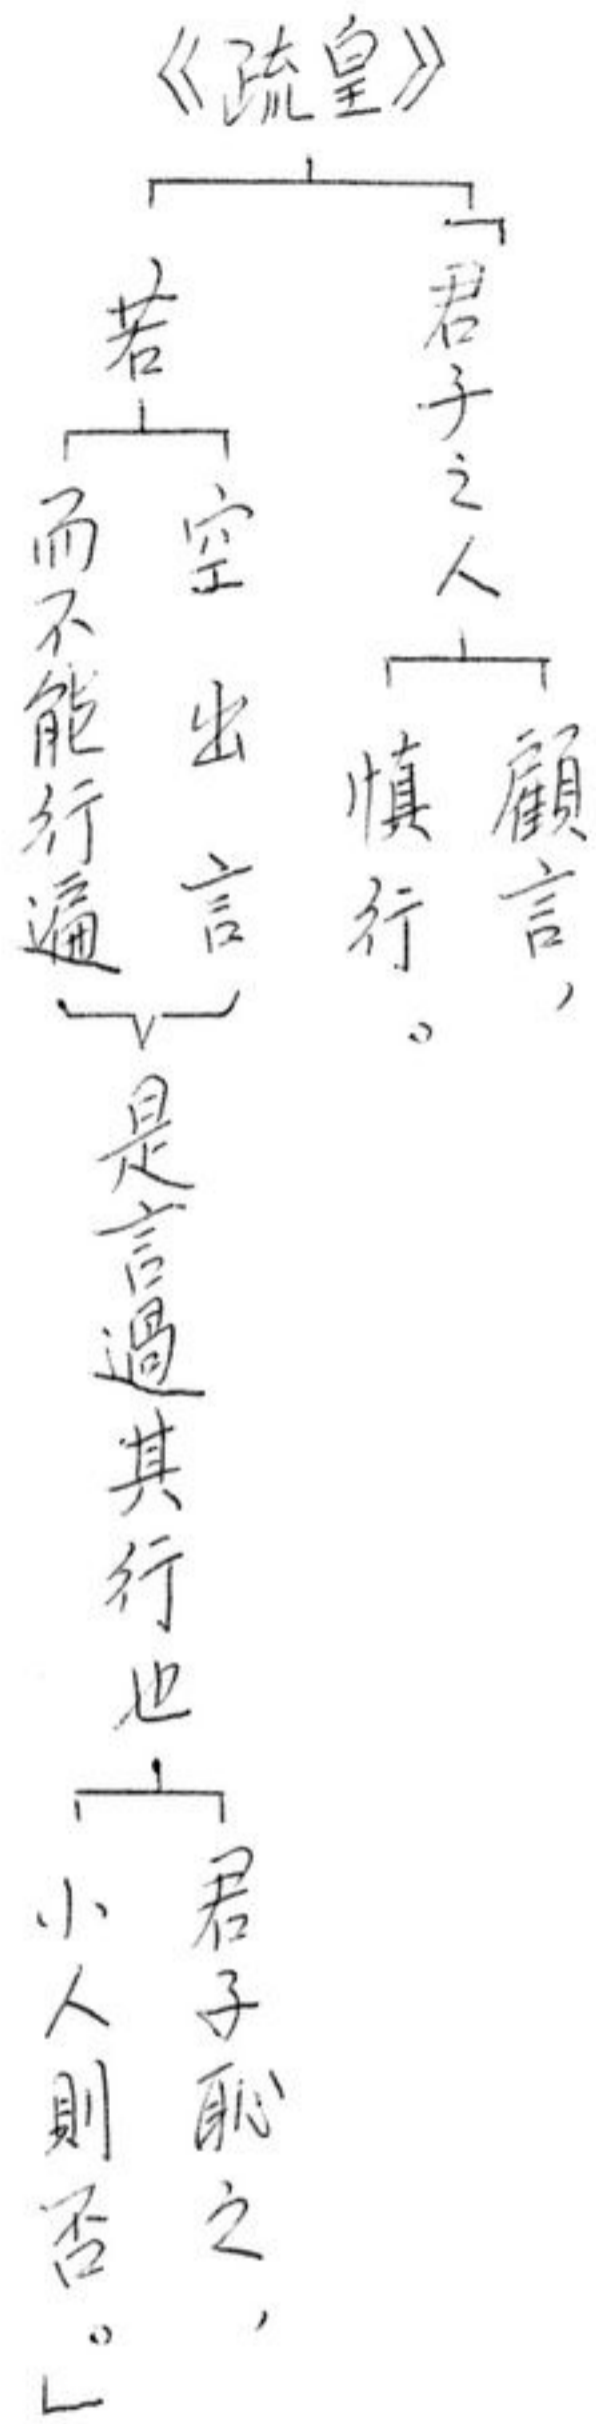 《疏皇》
「君子之人
顧言，
慎行。
若
空出言
而不能行遍
是言過其行也
君子恥之，
小人則否。」